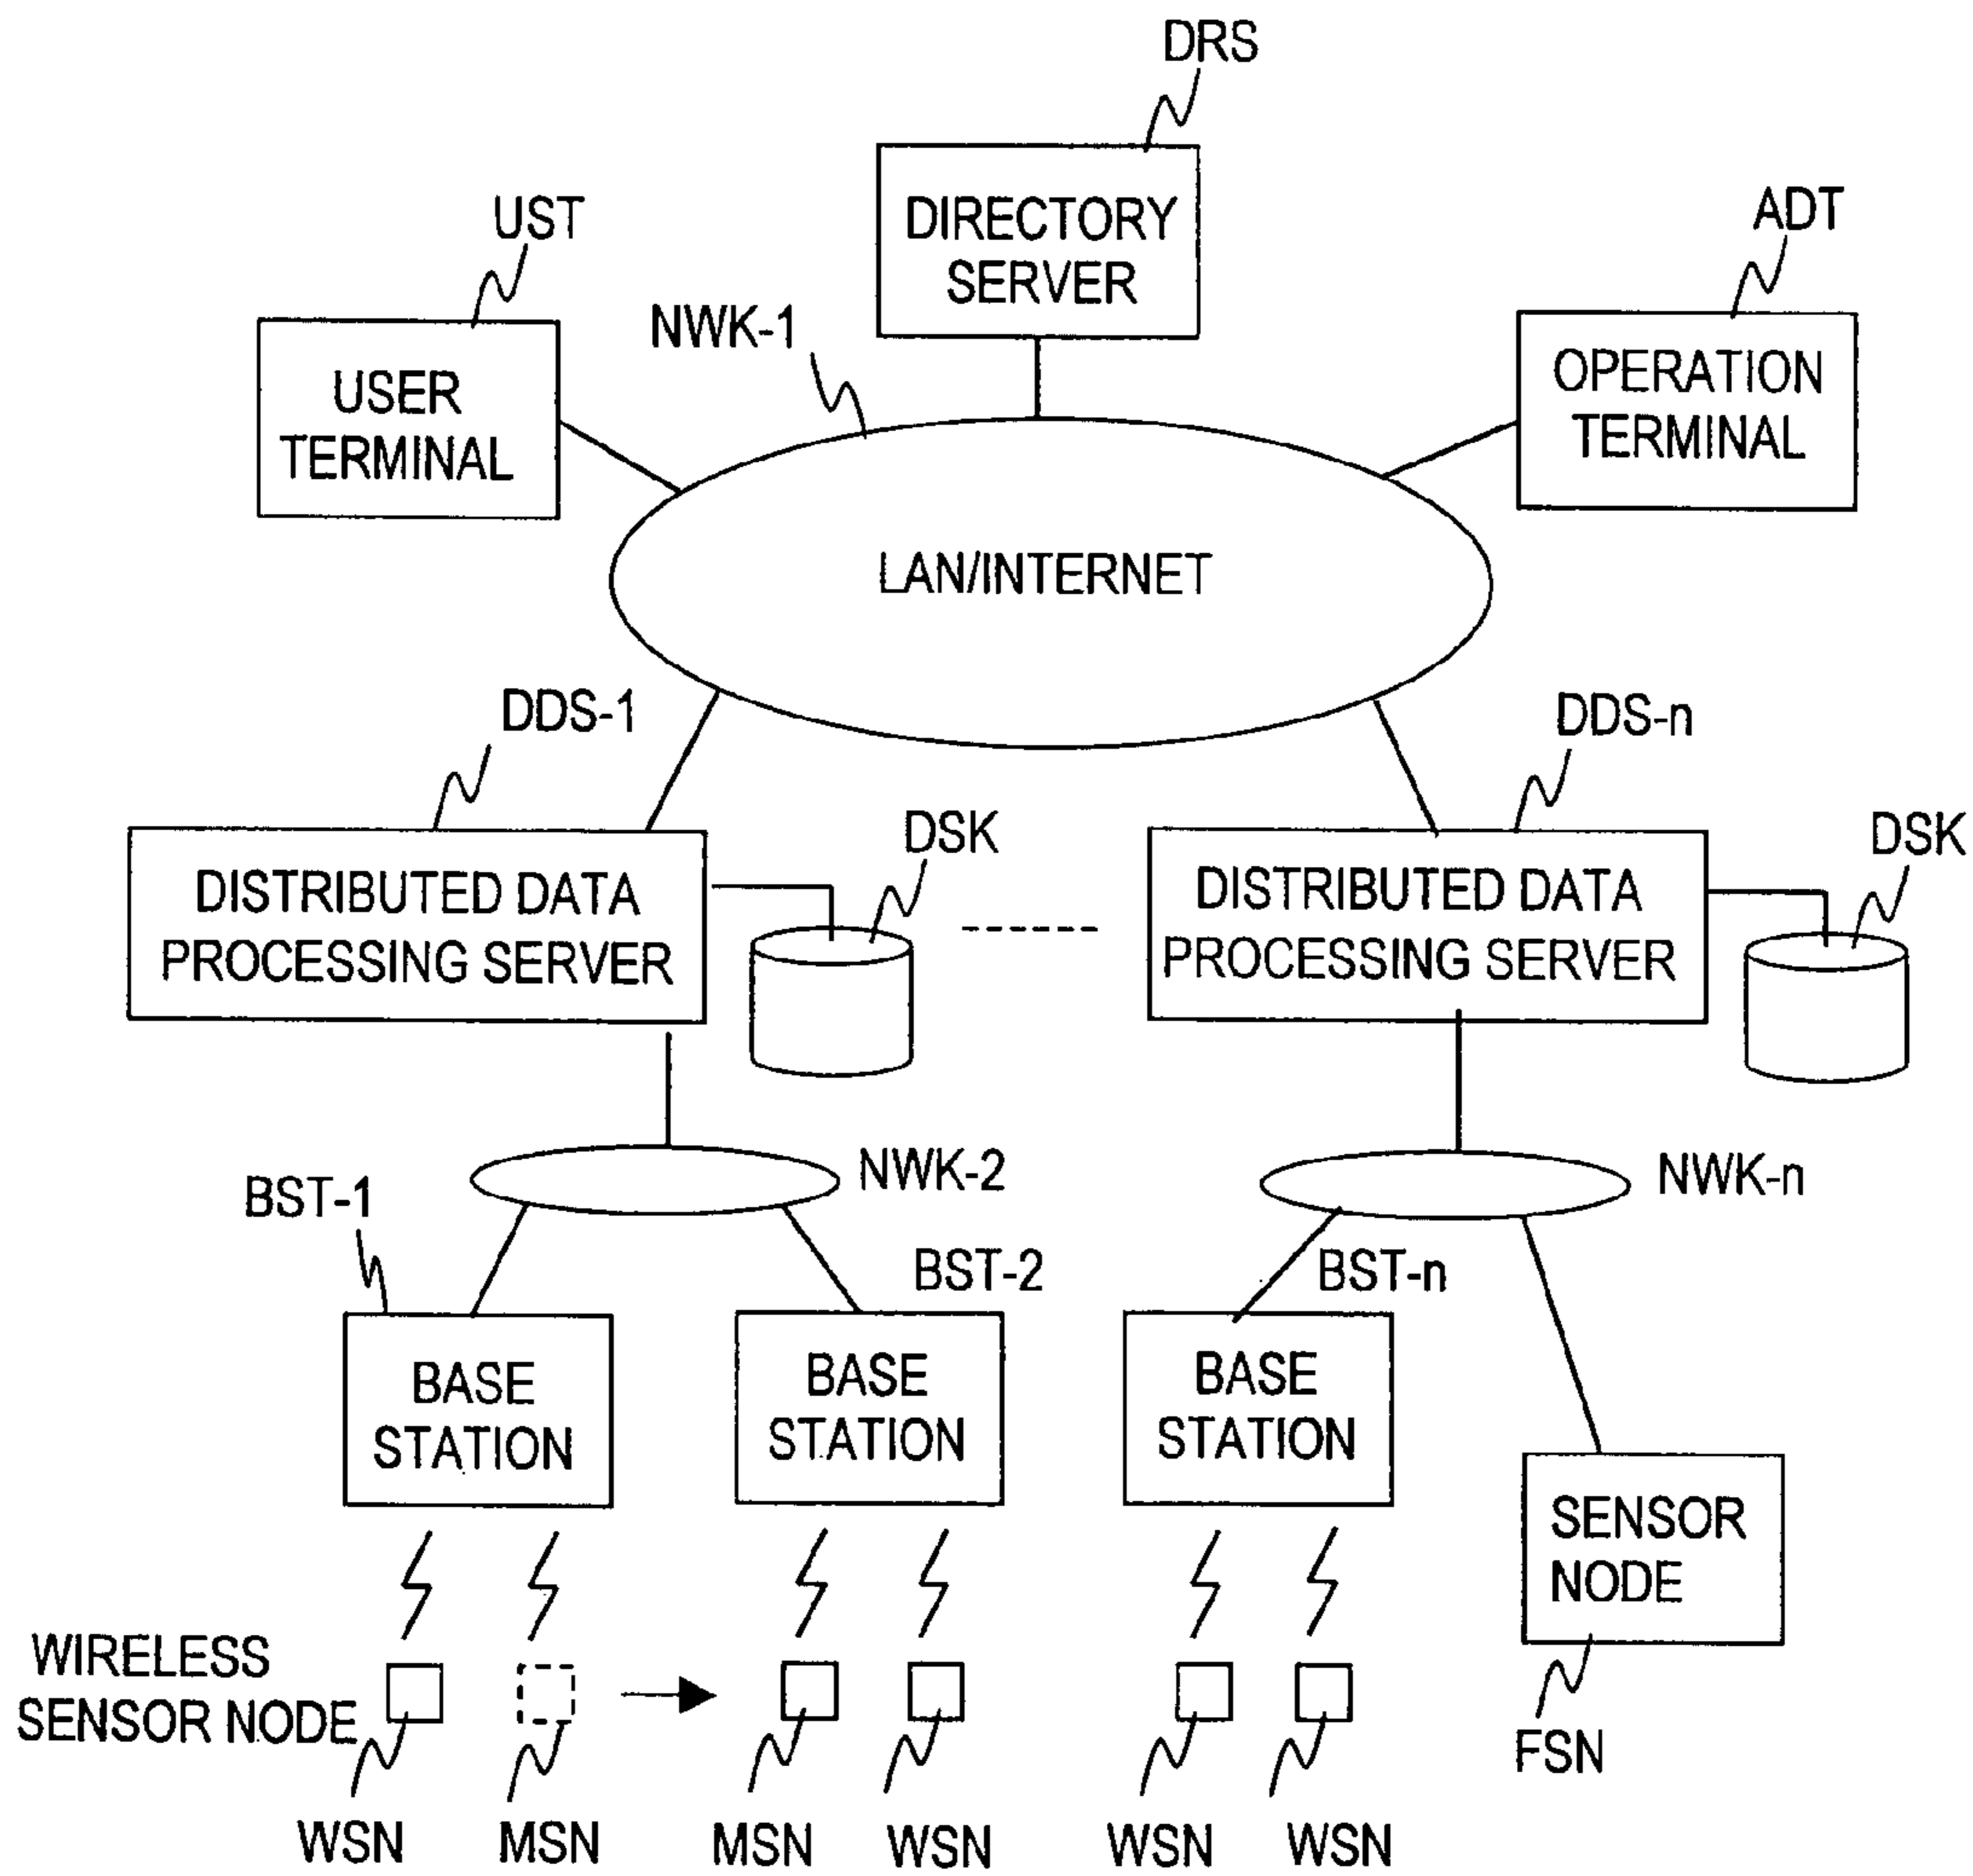 DRS
DIRECTORY
SERVER
UST
USER
TERMINAL
NWK-1
ADT
OPERATION
TERMINAL
LAN/INTERNET
DDS-1
DISTRIBUTED DATA
PROCESSING SERVER
DSK
DDS-n
DISTRIBUTED DATA
PROCESSING SERVER
DSK
NWK-2
NWK-n
BST-1
BASE
STATION
BST-2
BASE
STATION
BST-n
BASE
STATION
SENSOR
NODE
FSN
WIRELESS
SENSOR NODE
WSN
MSN
MSN
WSN
WSN
WSN